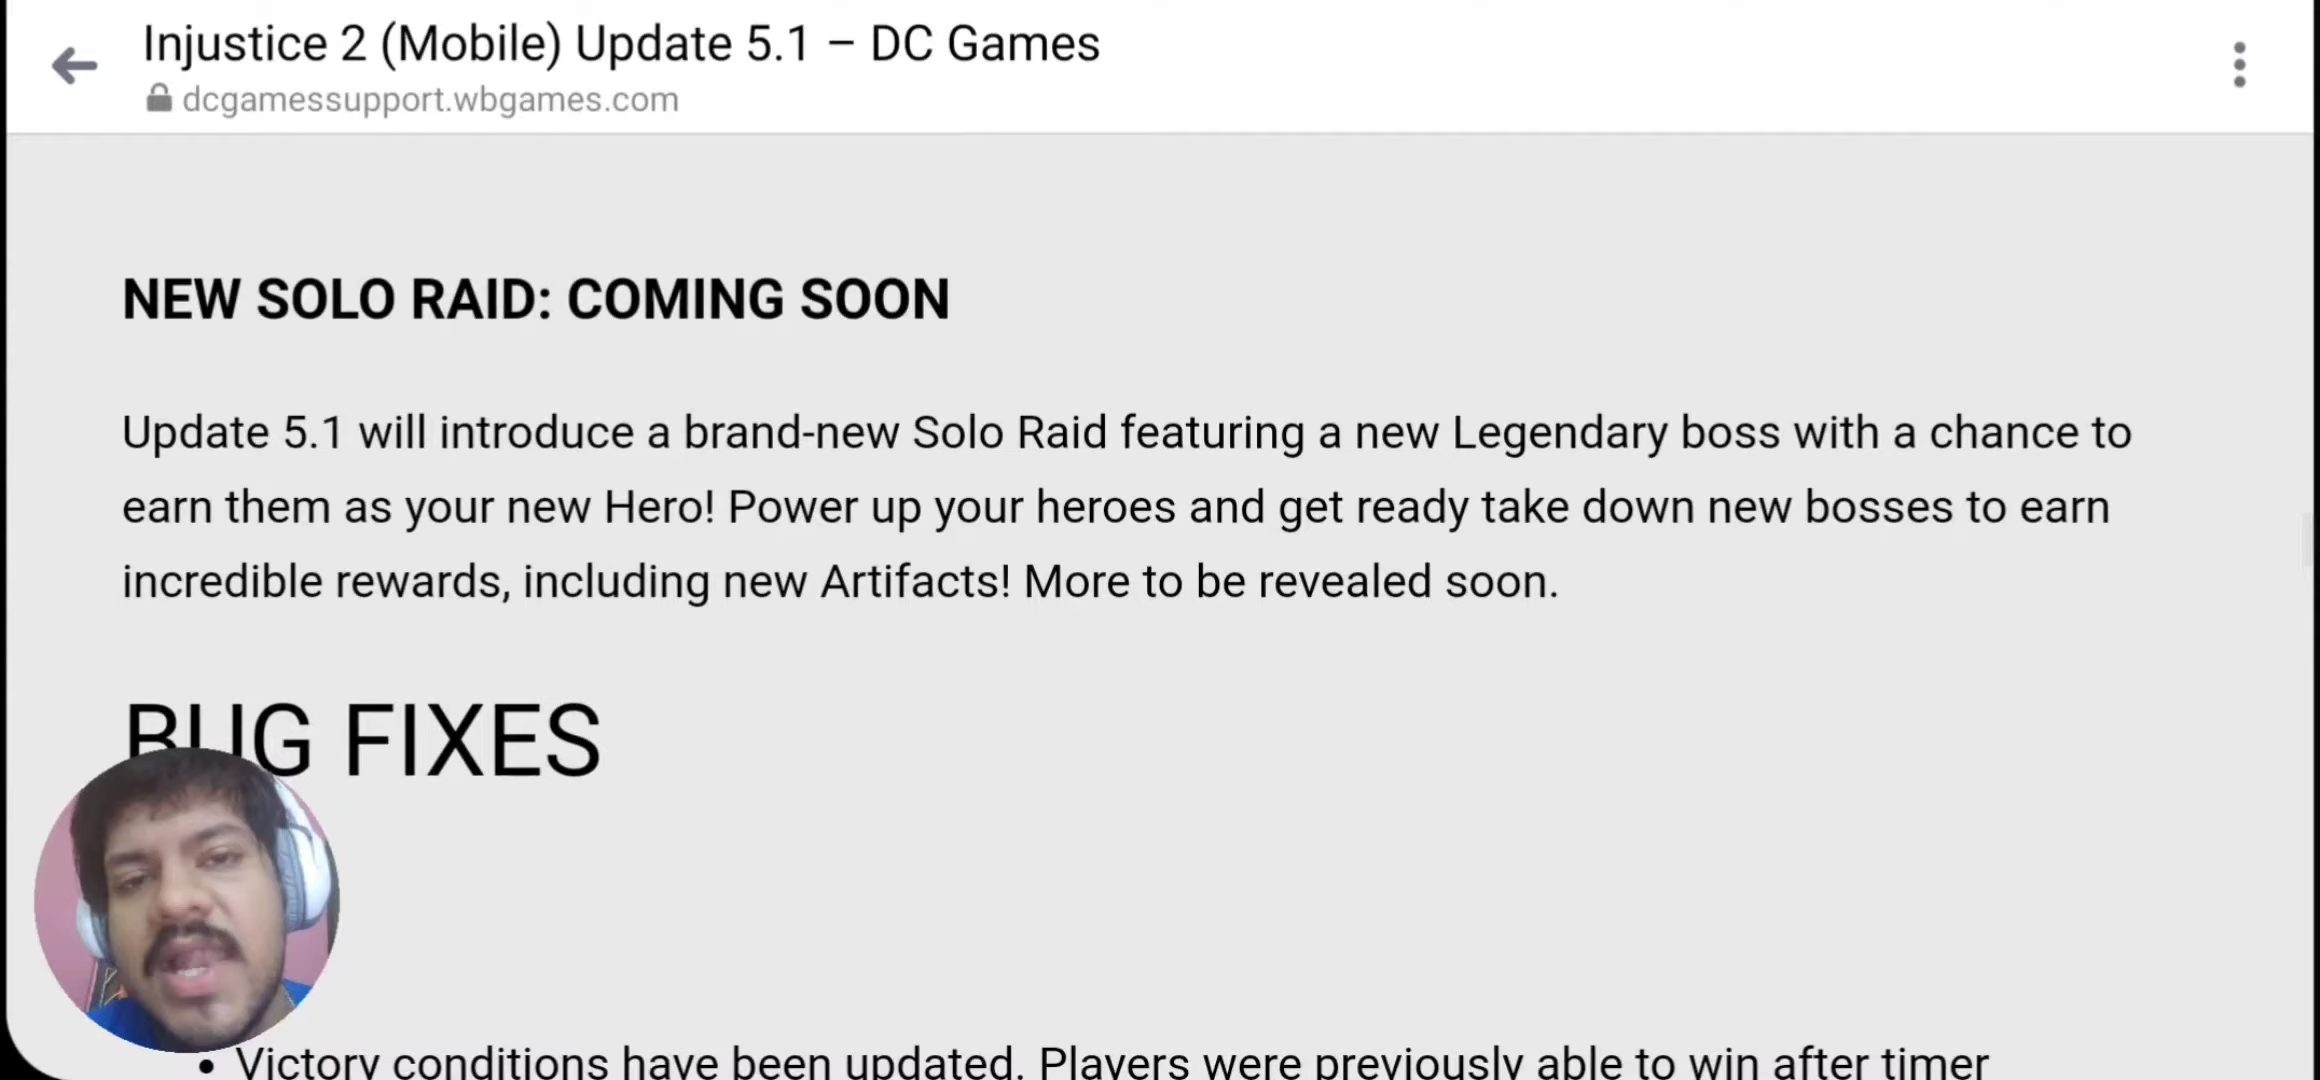 Injustice 2 (Mobile) Update 5.1 – DC Games
dcgamessupport.wbgames.com
NEW SOLO RAID: COMING SOON
Update 5.1 will introduce a brand-new Solo Raid featuring a new Legendary boss with a chance to
earn them as your new Hero! Power up your heroes and get ready take down new bosses to earn
incredible rewards, including new Artifacts! More to be revealed soon.
BUG FIXES
• Victory conditions have been updated. Players were previously able to win after timer